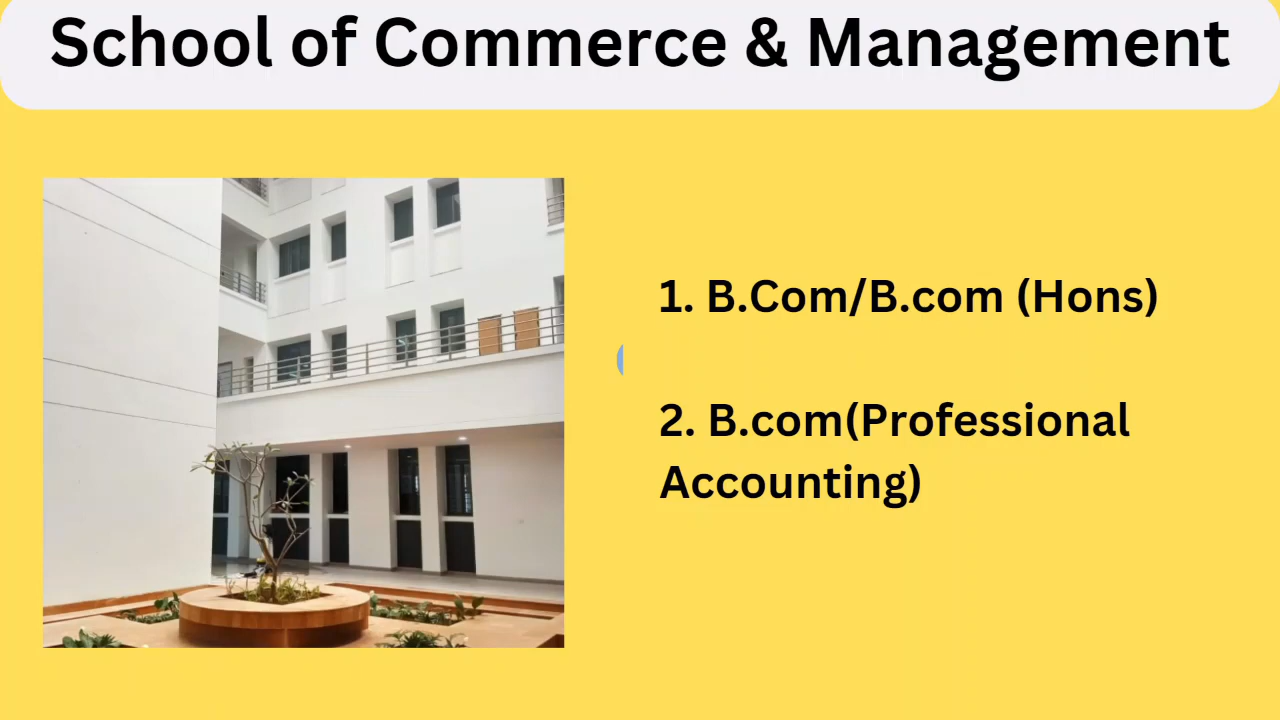 School of Commerce & Management
1. B.Com/B.com (Hons)
2. B.com(Professional
Accounting)